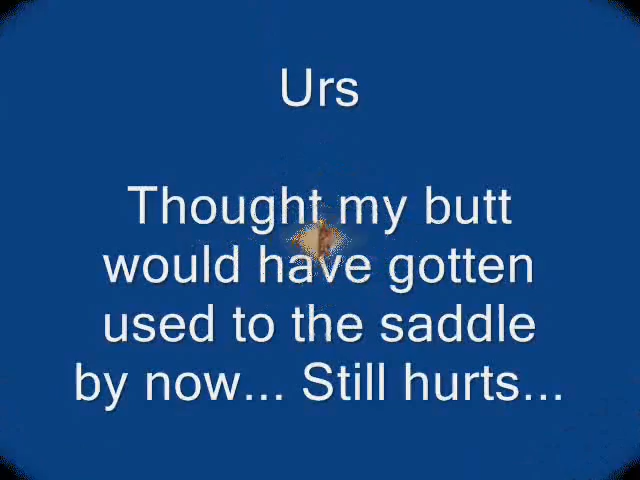 Urs
Thought my butt
would have gotten
used to the saddle
by now... Still hurts...